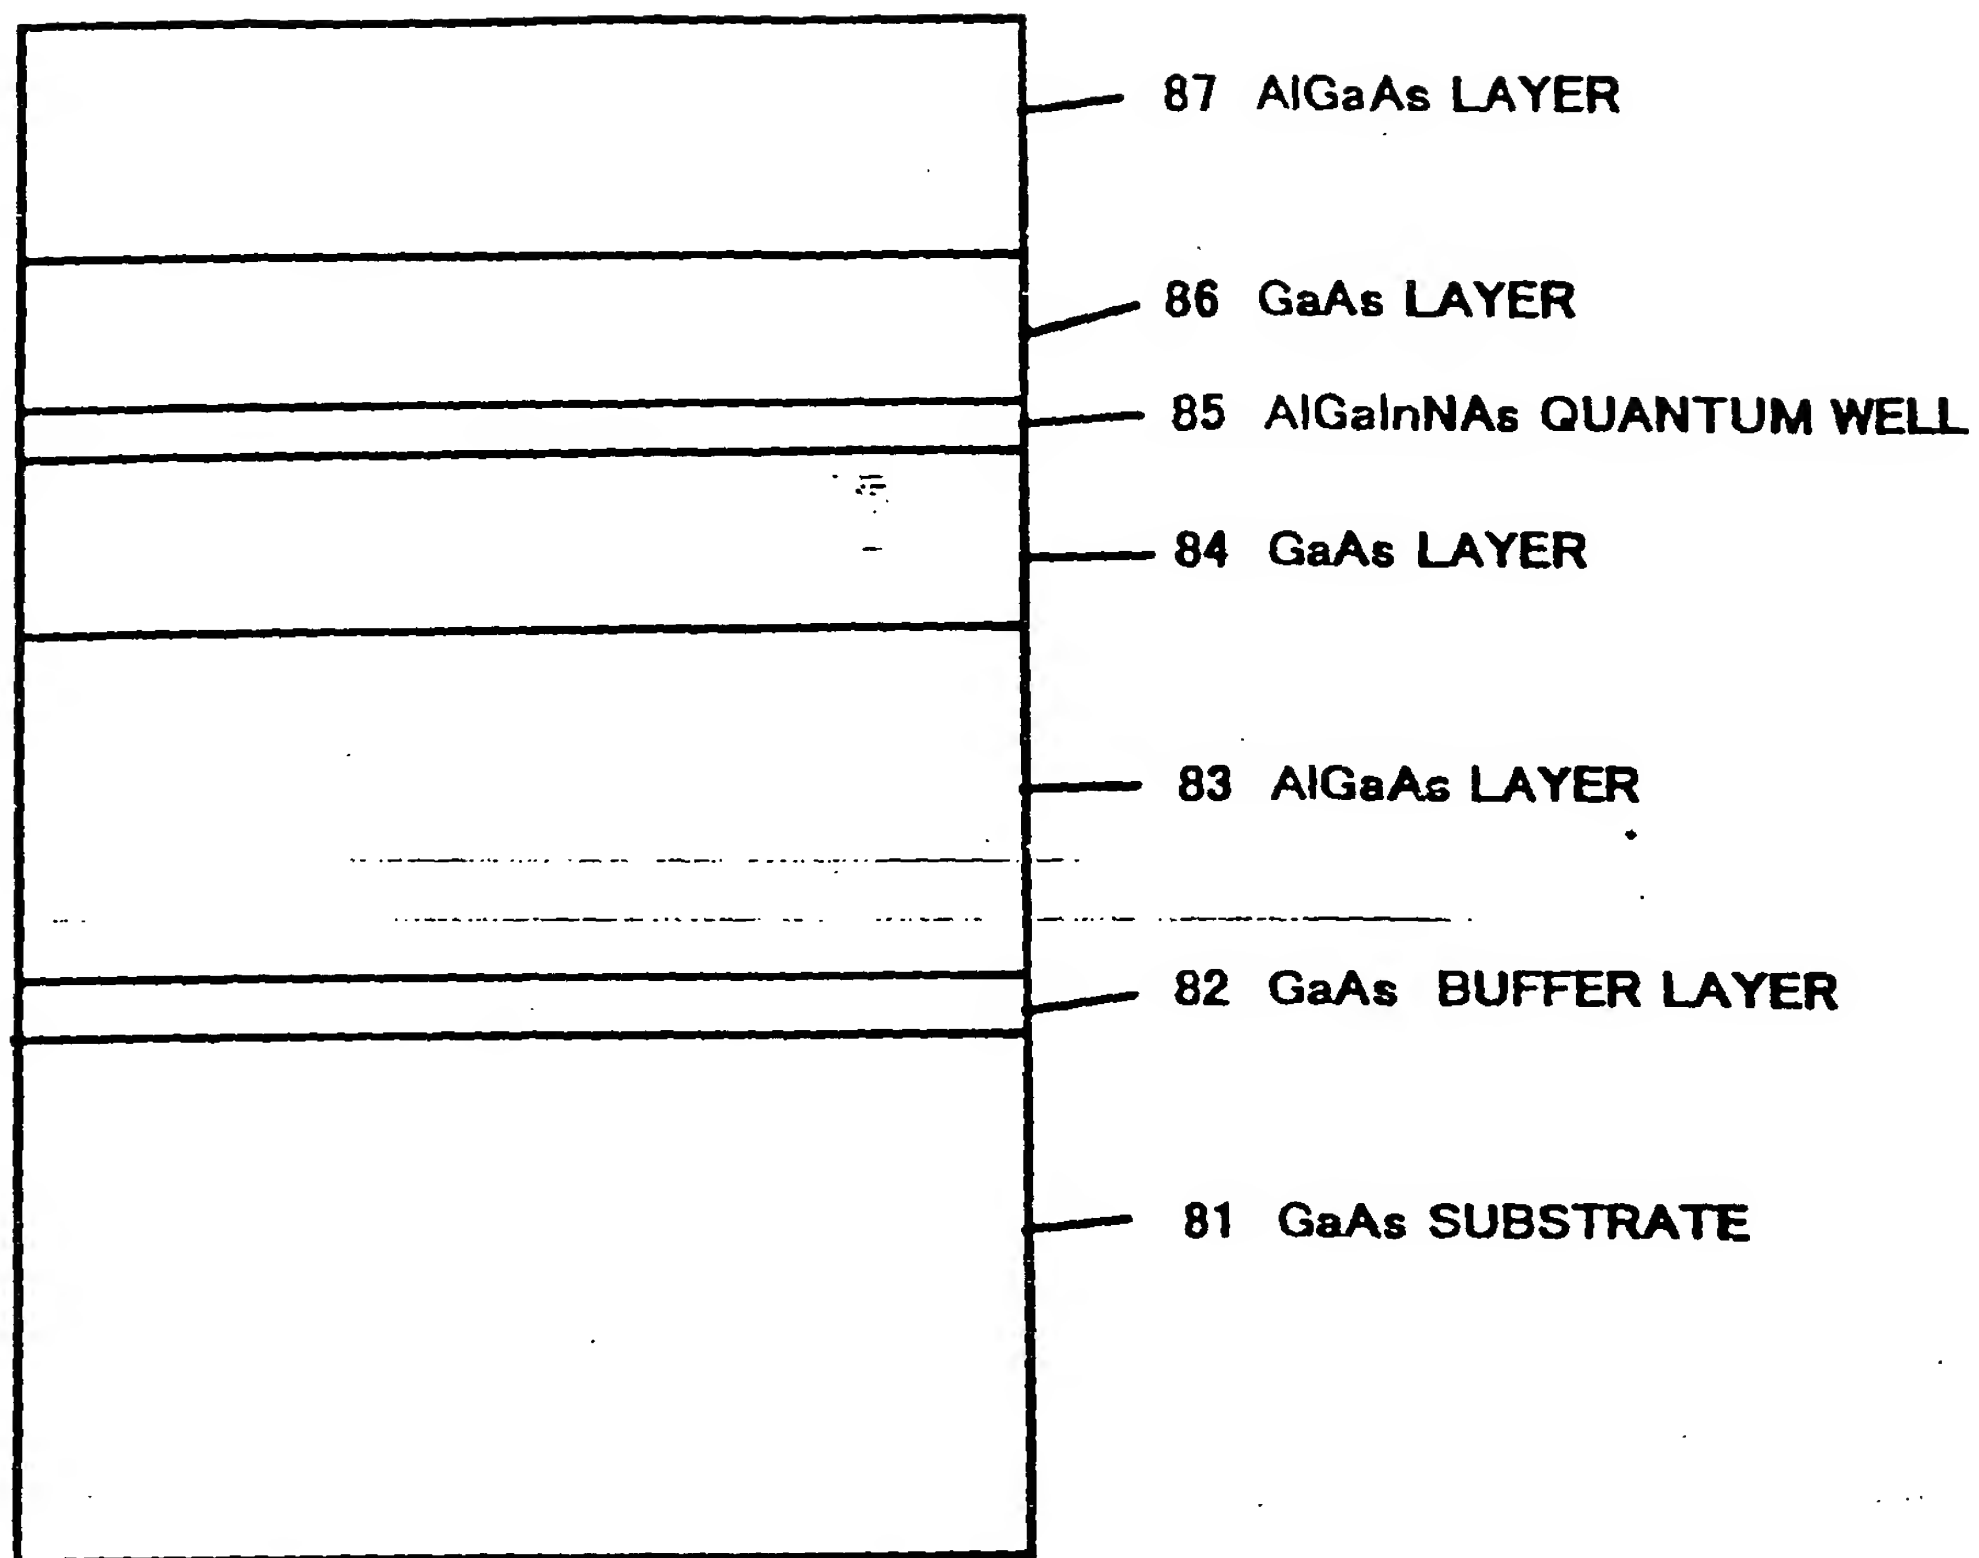 87 AlGaAs LAYER
86 GaAs LAYER
85 AlGaInNAs QUANTUM WELL
84 GaAs LAYER
83 AlGaAs LAYER
82 GaAs BUFFER LAYER
81 GaAs SUBSTRATE